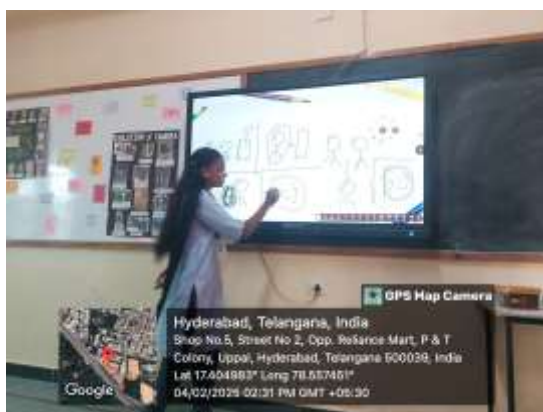 GPS Map Camera
Hyderabad, Telangana, India
Shop No.5, Street No 2, Opp. Reliance Mart, P & T
Colony, Uppal, Hyderabad, Telangana 500039, India
Lat 17.404983° Long 78.557461°
04/02/2025 02:31 PM GMT +05:30
Google